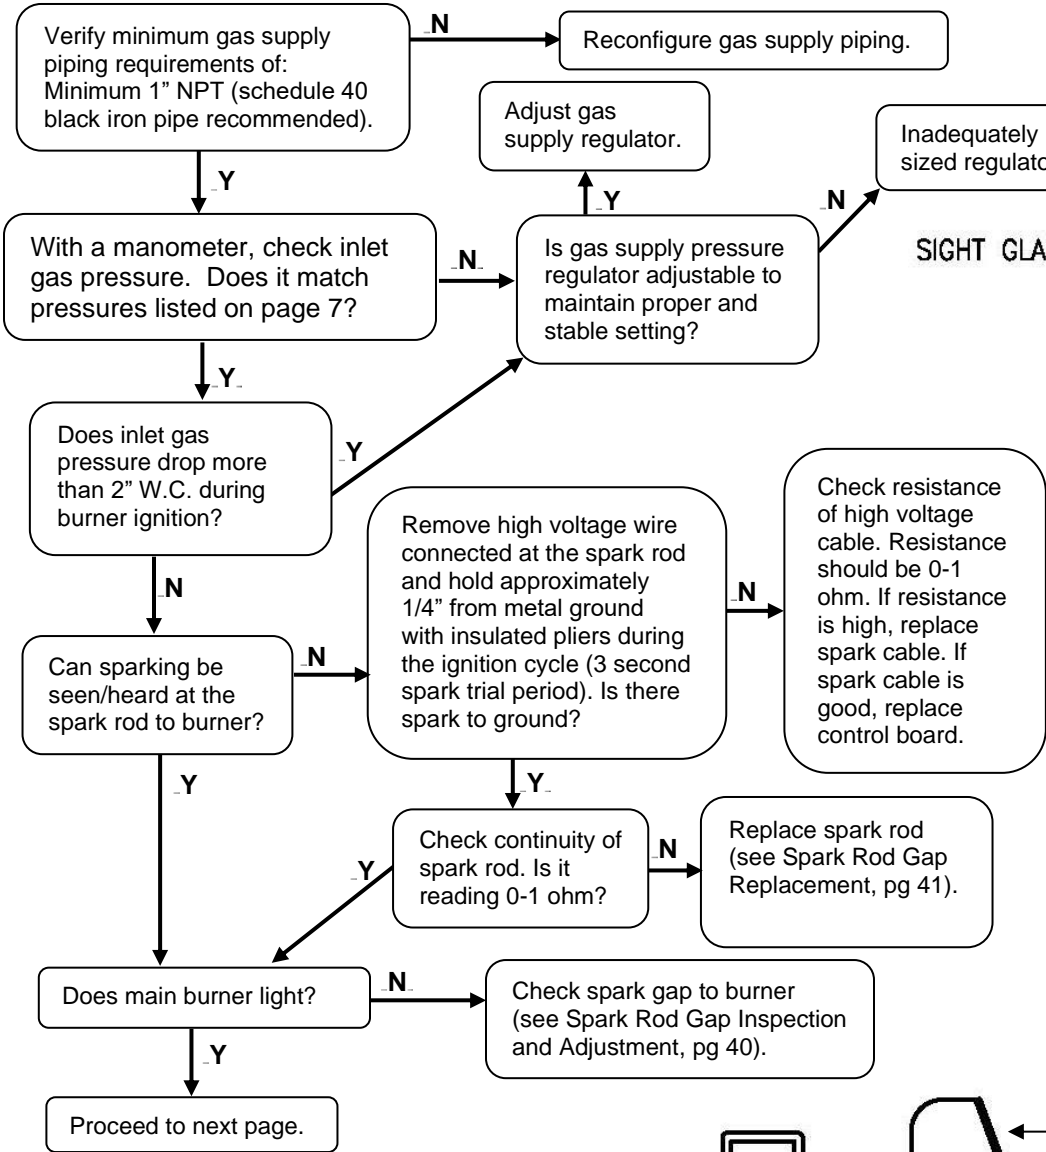 Verify minimum gas supply
piping requirements of:
Minimum 1” NPT (schedule 40
black iron pipe recommended).
N
Reconfigure gas supply piping.
Adjust gas
supply regulator.
Inadequately
sized regulato
Y
Y
N
With a manometer, check inlet
gas pressure.  Does it match
pressures listed on page 7?
N
Is gas supply pressure
regulator adjustable to
maintain proper and
stable setting?
SIGHT GLA
Y
Does inlet gas
pressure drop more
than 2” W.C. during
burner ignition?
Y
N
Remove high voltage wire
connected at the spark rod
and hold approximately
1/4” from metal ground
with insulated pliers during
the ignition cycle (3 second
spark trial period). Is there
spark to ground?
N
Check resistance
of high voltage
cable. Resistance
should be 0-1
ohm. If resistance
is high, replace
spark cable. If
spark cable is
good, replace
control board.
Can sparking be
seen/heard at the
spark rod to burner?
N
Y
Y
Check continuity of
spark rod. Is it
reading 0-1 ohm?
Y
N
Replace spark rod
(see Spark Rod Gap
Replacement, pg 41).
Does main burner light?
N
Check spark gap to burner
(see Spark Rod Gap Inspection
and Adjustment, pg 40).
Y
Proceed to next page.